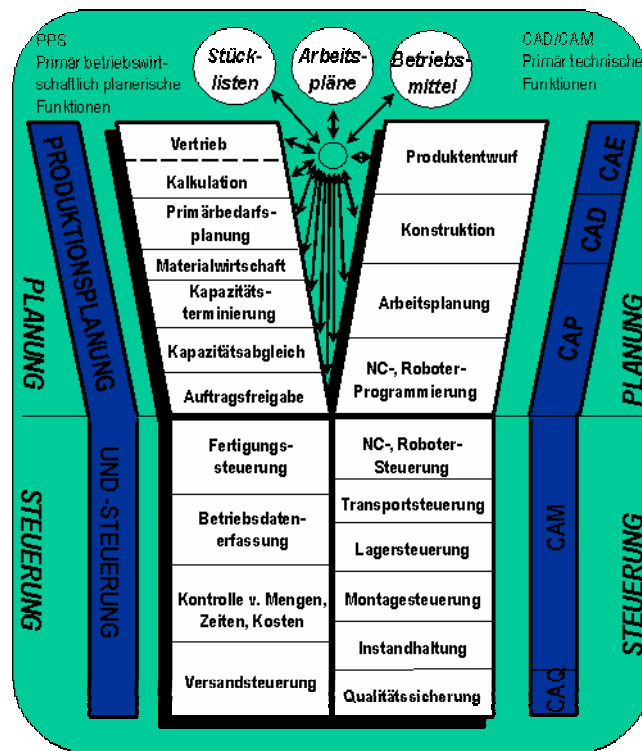 PPS
Primär betriebswirt-
schaftlich planerische
Funktionen
Stück-
listen
Arbeits-
pläne
Betriebs-
mittel
CAD/CAM
Primär technische
Funktionen
PRODUKTIONSPLANUNG
UND -STEUERUNG
PLANUNG
STEUERUNG
Vertrieb
Kalkulation
Primärbedarfs-
planung
Materialwirtschaft
Kapazitäts-
terminierung
Kapazitätsabgleich
Auftragsfreigabe
Fertigungs-
steuerung
Betriebsdaten-
erfassung
Kontrolle v. Mengen,
Zeiten, Kosten
Versandsteuerung
Produktentwurf
Konstruktion
Arbeitsplanung
NC-, Roboter-
Programmierung
NC-, Roboter-
Steuerung
Transportsteuerung
Lagersteuerung
Montagesteuerung
Instandhaltung
Qualitätssicherung
CAE
CAD
CAP
CAM
CAQ
PLANUNG
STEUERUNG